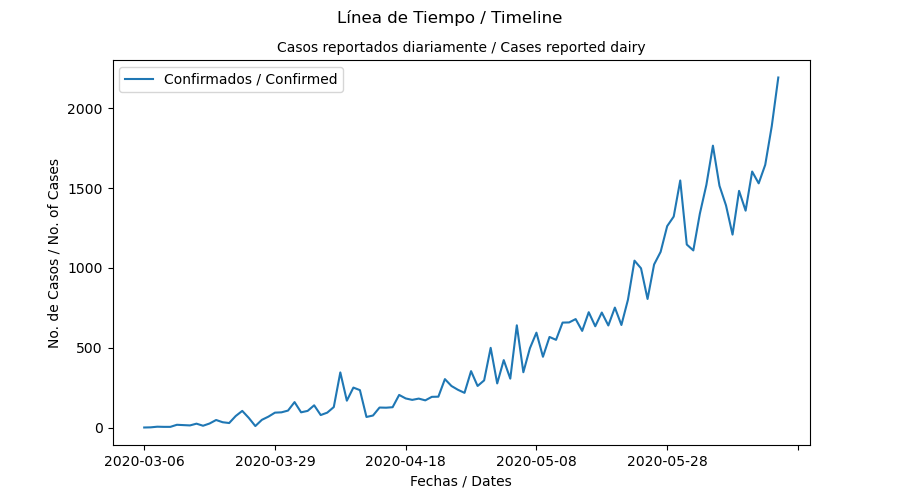 Línea de Tiempo / Timeline
Casos reportados diariamente / Cases reported dairy
Confirmados / Confirmed
No. de Casos / No. of Cases
2000
1500
1000
500
0
2020-03-06 2020-03-29 2020-04-18 2020-05-08 2020-05-28
Fechas / Dates